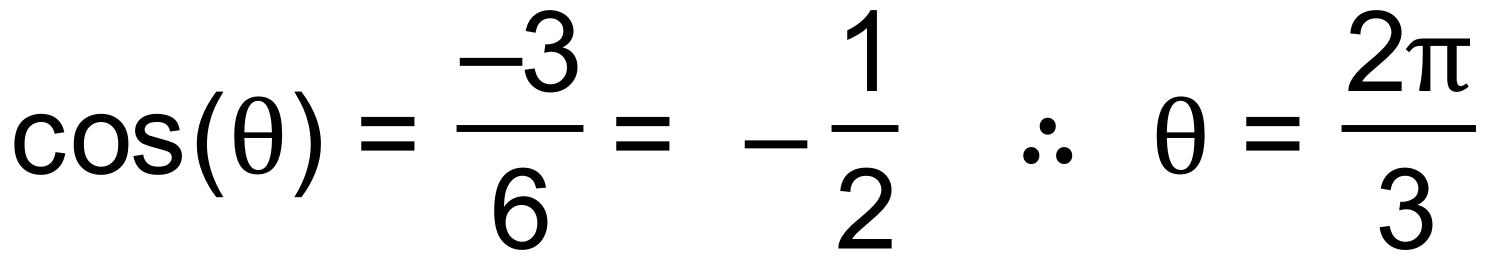 cos(θ) = –3/6 = –1/2 ∴ θ = 2π/3